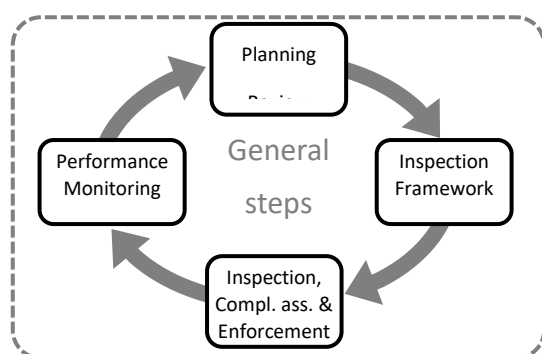 Planning
General
steps
Performance
Monitoring
Inspection
Framework
Inspection,
Compl. ass. &
Enforcement